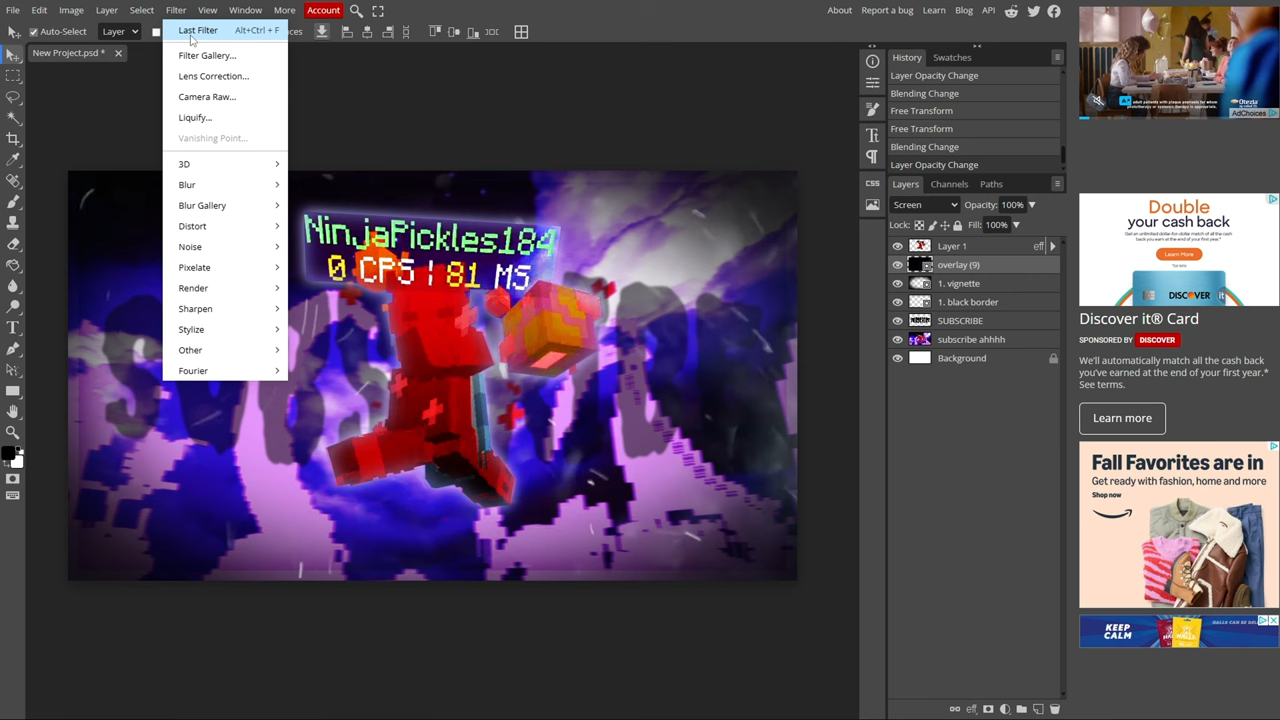 File Edit Image Layer Select Filter View Window More Account
About Report a bug Learn Blog API
Auto-Select Layer
New Project.psd *
Last Filter Alt+Ctrl + F
Filter Gallery...
Lens Correction...
Camera Raw...
Liquify...
Vanishing Point...
3D
Blur
Blur Gallery
Distort
Noise
Pixelate
Render
Sharpen
Stylize
Other
Fourier
NinjaPickles184
0 CPS | 81 MS
CSS
History Swatches
Layer Opacity Change
Blending Change
Free Transform
Free Transform
Blending Change
Layer Opacity Change
Layers Channels Paths
Screen Opacity: 100%
Lock: Fill: 100%
Layer 1 eff
overlay (9)
1. vignette
1. black border
SUBSCRIBE
subscribe ahhhh
Background
eff
Otezla
AdChoices
Double
your cash back
Learn More
DISCOVER
Discover it® Card
SPONSORED BY DISCOVER
We'll automatically match all the cash back
you've earned at the end of your first year.*
See terms.
Learn more
Fall Favorites are in
Get ready with fashion, home and more
Shop now
KEEP
CALM